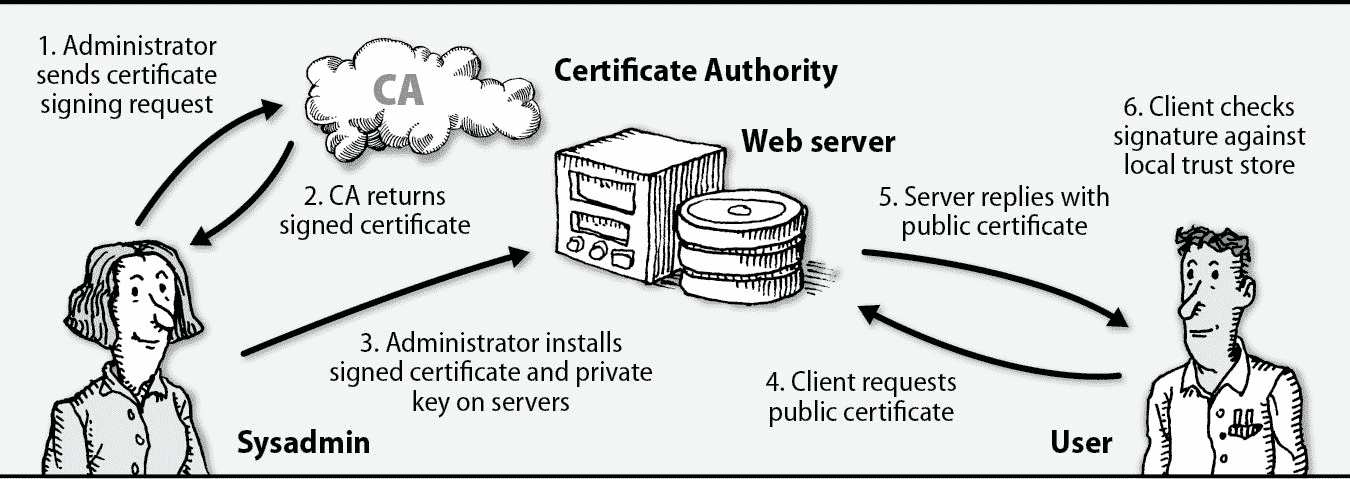 1. Administrator
sends certificate
signing request
CA
Certificate Authority
2. CA returns
signed certificate
Web server
3. Administrator installs
signed certificate and private
key on servers
Sysadmin
4. Client requests
public certificate
5. Server replies with
public certificate
6. Client checks
signature against
local trust store
User